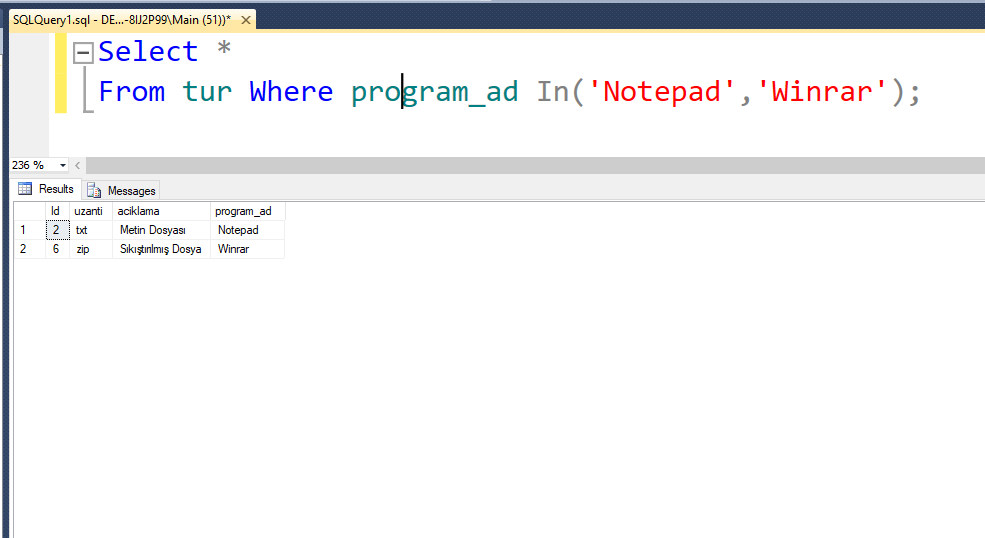 SQLQuery1.sql - DE...-8IJ2P99\Main (51))*
Select *
From tur Where program_ad In('Notepad','Winrar');
236 %
Results Messages
Id uzanti aciklama program_ad
1 2 txt Metin Dosyası Notepad
2 6 zip Sıkıştırılmış Dosya Winrar